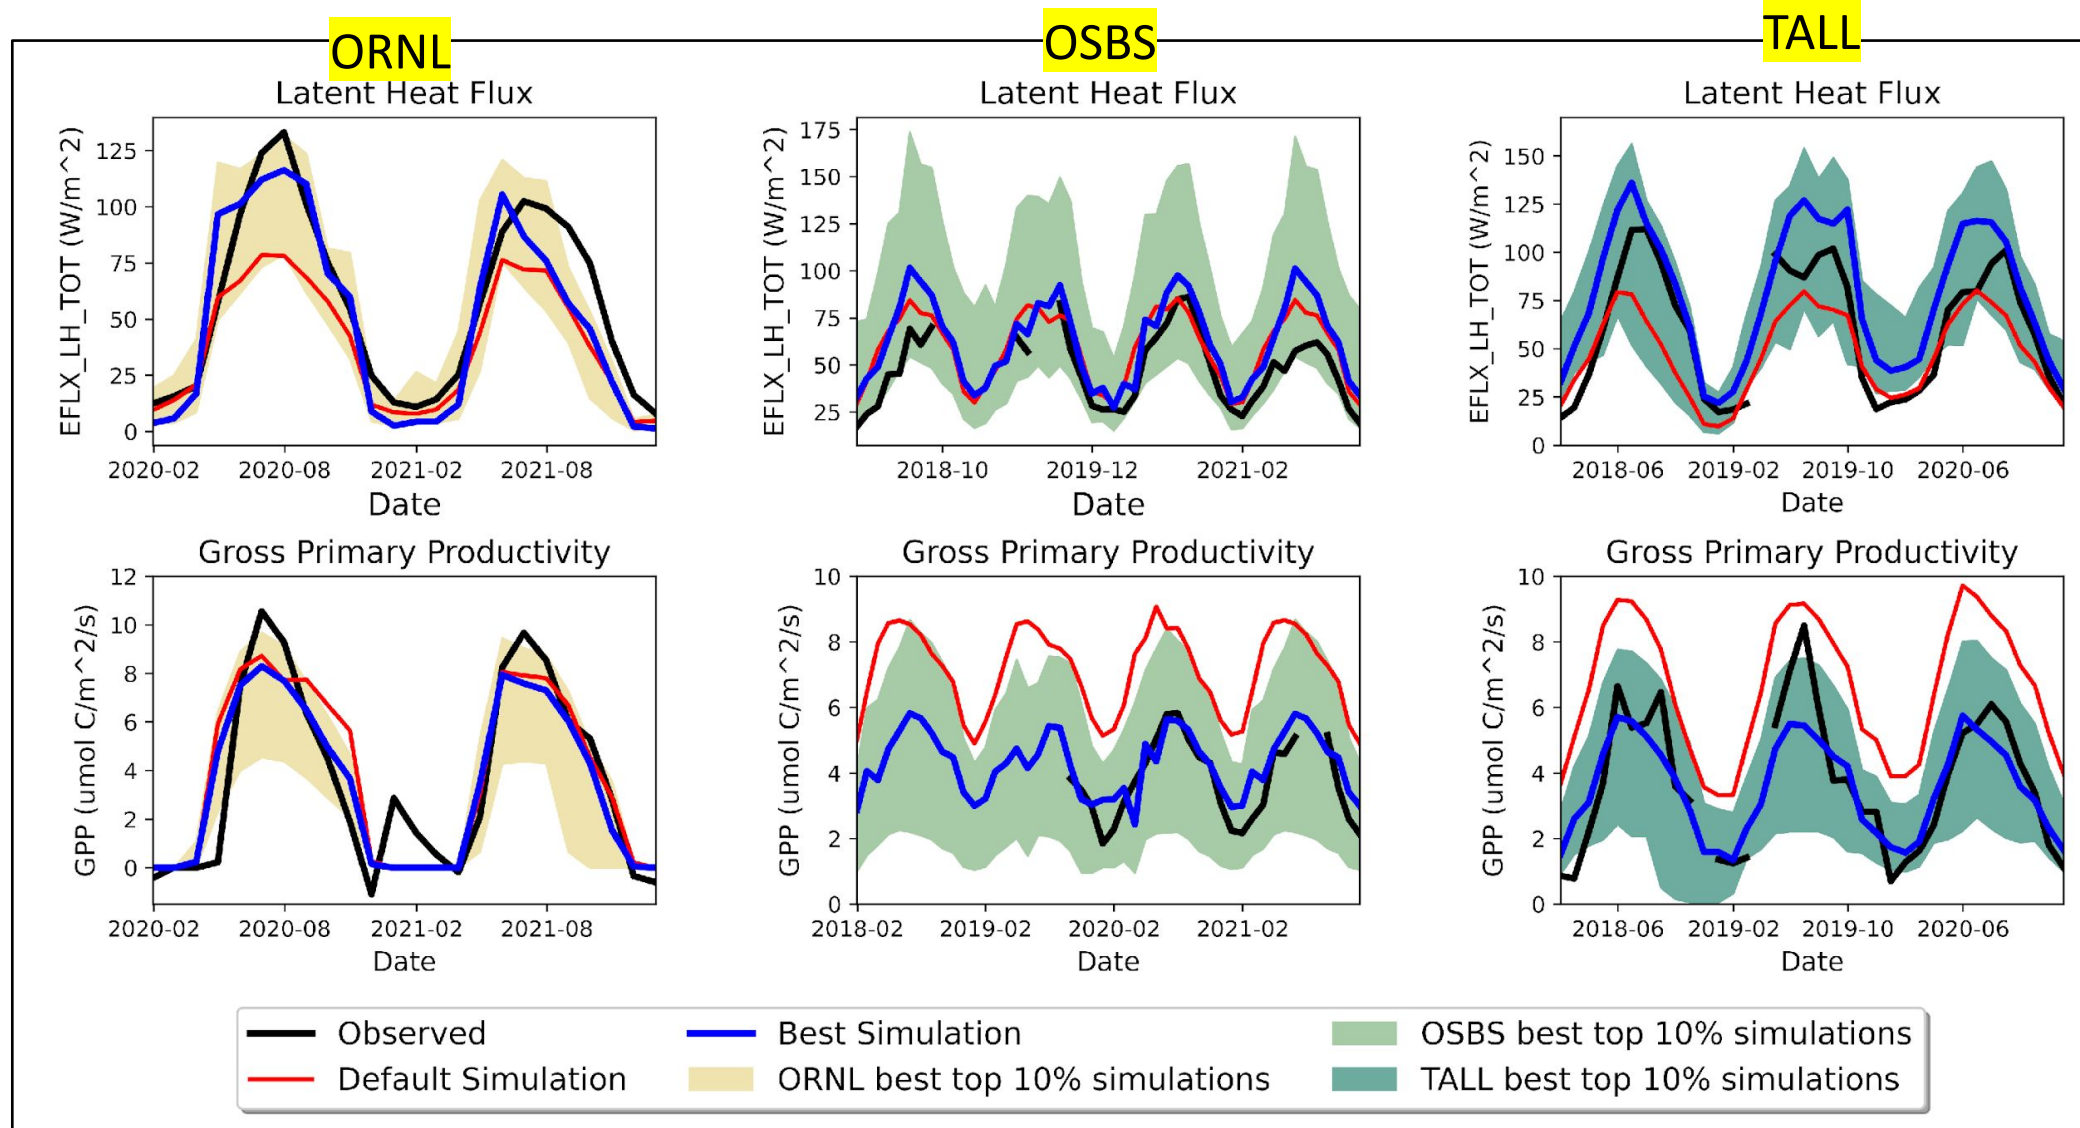 ORNL
OSBS
TALL
Latent Heat Flux
Latent Heat Flux
Latent Heat Flux
EFLX_LH_TOT (W/m^2)
125
100
75
50
25
0
2020-02 2020-08 2021-02 2021-08
Date
EFLX_LH_TOT (W/m^2)
175
150
125
100
75
50
25
2018-10 2019-12 2021-02
Date
EFLX_LH_TOT (W/m^2)
150
125
100
75
50
25
0
2018-06 2019-02 2019-10 2020-06
Date
Gross Primary Productivity
Gross Primary Productivity
Gross Primary Productivity
GPP (umol C/m^2/s)
12
10
8
6
4
2
0
2020-02 2020-08 2021-02 2021-08
Date
GPP (umol C/m^2/s)
10
8
6
4
2
0
2018-02 2019-02 2020-02 2021-02
Date
GPP (umol C/m^2/s)
10
8
6
4
2
0
2018-06 2019-02 2019-10 2020-06
Date
Observed
Default Simulation
Best Simulation
ORNL best top 10% simulations
OSBS best top 10% simulations
TALL best top 10% simulations